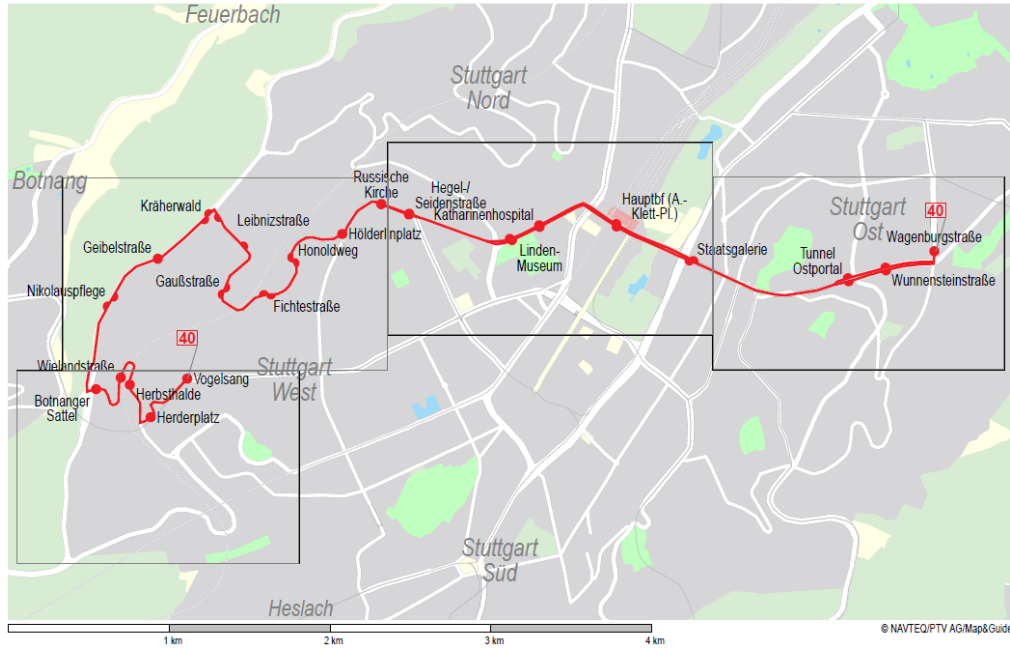 Feuerbach
Stuttgart
Nord
Botnang
Russische
Kirche
Hegel-/
Seidenstraße
Kräherwald
Leibnizstraße
Katharinenhospital
Hauptbf (A.-
Klett-Pl.)
Stuttgart
Ost
40
Geibelstraße
Hölderlinplatz
Honoldweg
Linden-
Museum
Staatsgalerie
Wagenburgstraße
Tunnel
Ostportal
Gaußstraße
Nikolauspflege
Fichtestraße
Wunnensteinstraße
40
Wielandstraße
Stuttgart
West
Vogelsang
Botnanger
Sattel
Herbsthalde
Herderplatz
Stuttgart
Süd
Heslach
1 km
2 km
3 km
4 km
© NAVTEQ/PTV AG/Map&Guide